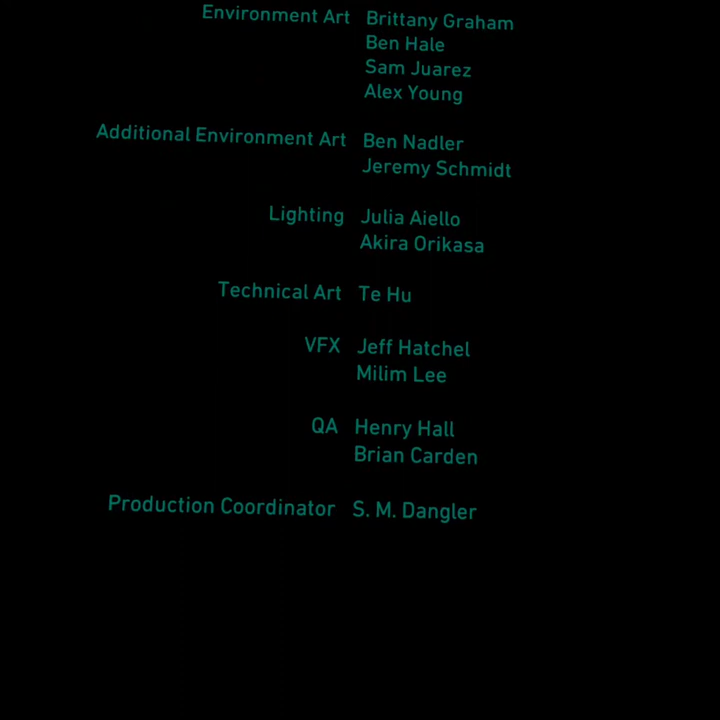 Environment Art Brittany Graham
Ben Hale
Sam Juarez
Alex Young
Additional Environment Art Ben Nadler
Jeremy Schmidt
Lighting Julia Aiello
Akira Orikasa
Technical Art Te Hu
VFX Jeff Hatchel
Milim Lee
QA Henry Hall
Brian Carden
Production Coordinator S. M. Dangler